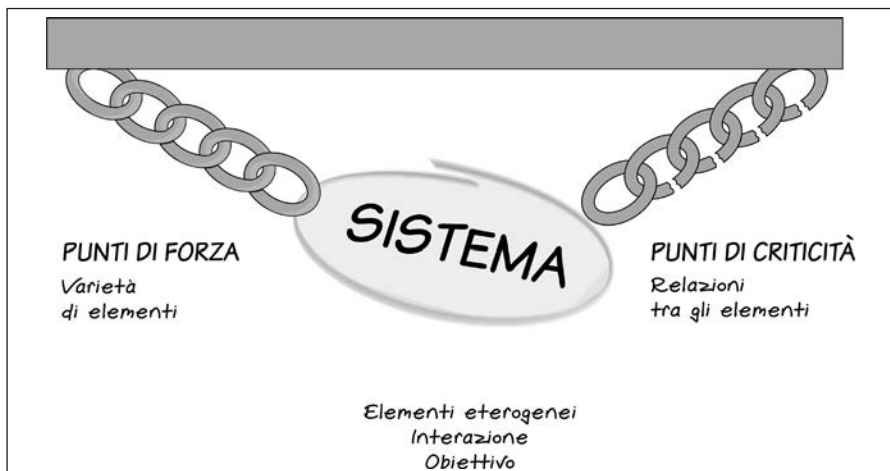 SISTEMA
PUNTI DI FORZA
Varietà
di elementi
PUNTI DI CRITICITÀ
Relazioni
tra gli elementi
Elementi eterogenei
Interazione
Obiettivo